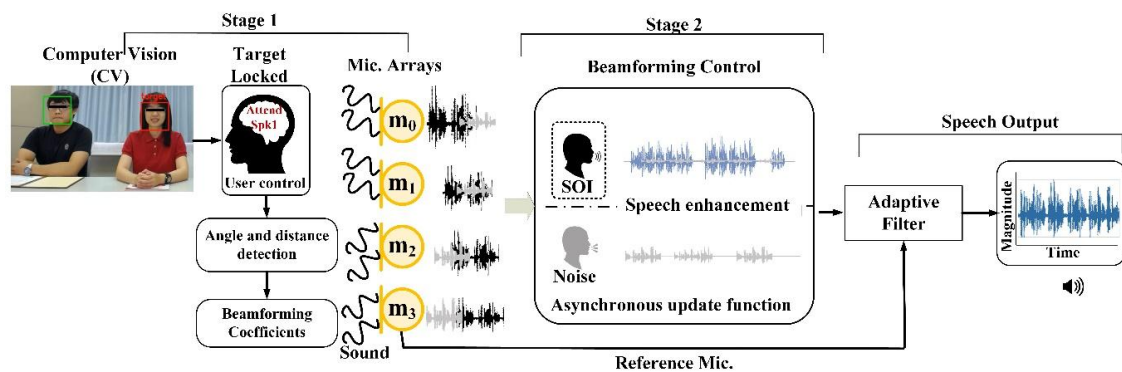 Stage 1
Computer Vision
(CV)
Target
Locked
Attend
Spk1
User control
Angle and distance
detection
Beamforming
Coefficients
Mic. Arrays
m0
m1
m2
m3
Sound
Stage 2
Beamforming Control
SOI
Speech enhancement
Noise
Asynchronous update function
Reference Mic.
Adaptive
Filter
Speech Output
Magnitude
Time